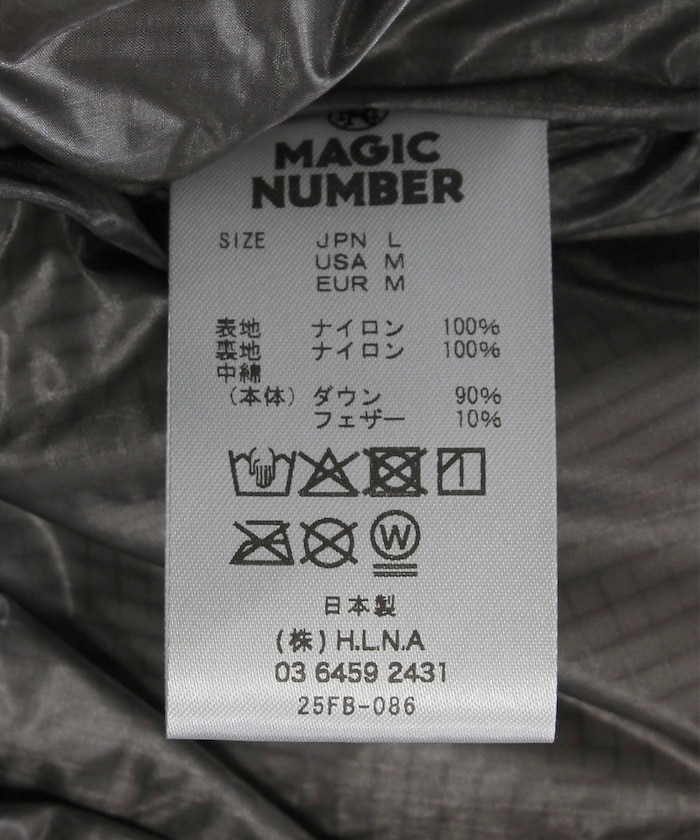 MAGIC
NUMBER
SIZE JPN L
USA M
EUR M
表地 ナイロン 100%
裏地 ナイロン 100%
中綿
(本体) ダウン 90%
フェザー 10%
W
日本製
(株) H.L.N.A
03 6459 2431
25FB-086